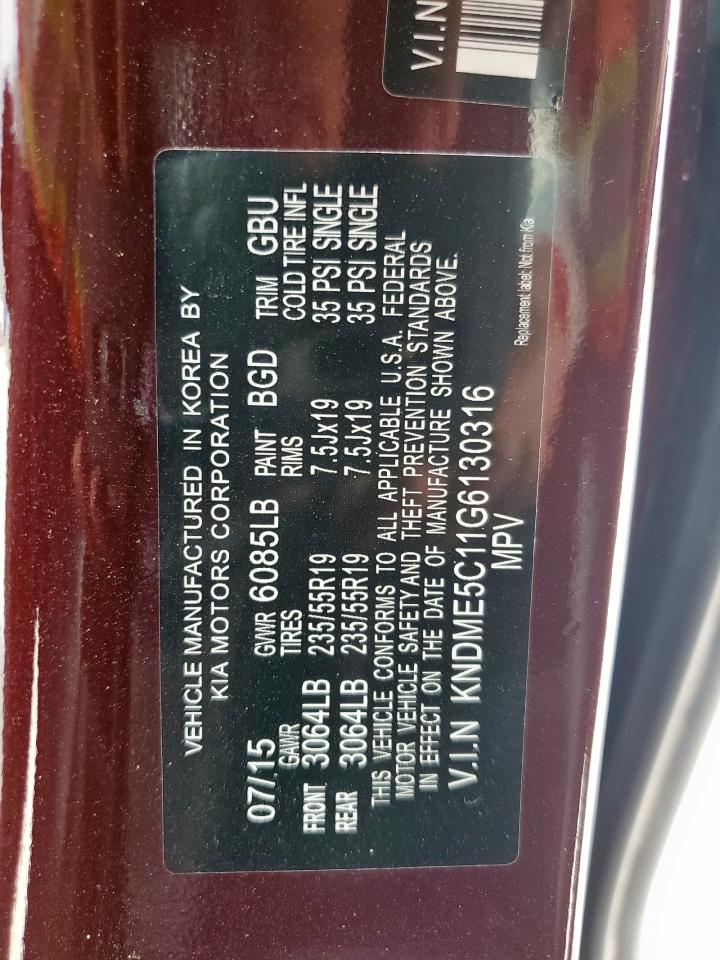 V.I.N
VEHICLE MANUFACTURED IN KOREA BY
KIA MOTORS CORPORATION
07/15 GVWR 6085LB PAINT BGD TRIM GBU
GAWR TIRES RIMS COLD TIRE INFL
FRONT 3064LB 235/55R19 7.5Jx19 35 PSI SINGLE
REAR 3064LB 235/55R19 7.5Jx19 35 PSI SINGLE
THIS VEHICLE CONFORMS TO ALL APPLICABLE U.S.A. FEDERAL
MOTOR VEHICLE SAFETY AND THEFT PREVENTION STANDARDS
IN EFFECT ON THE DATE OF MANUFACTURE SHOWN ABOVE.
V.I.N KNDME5C11G6130316
MPV
Replacement label: Not from Kia